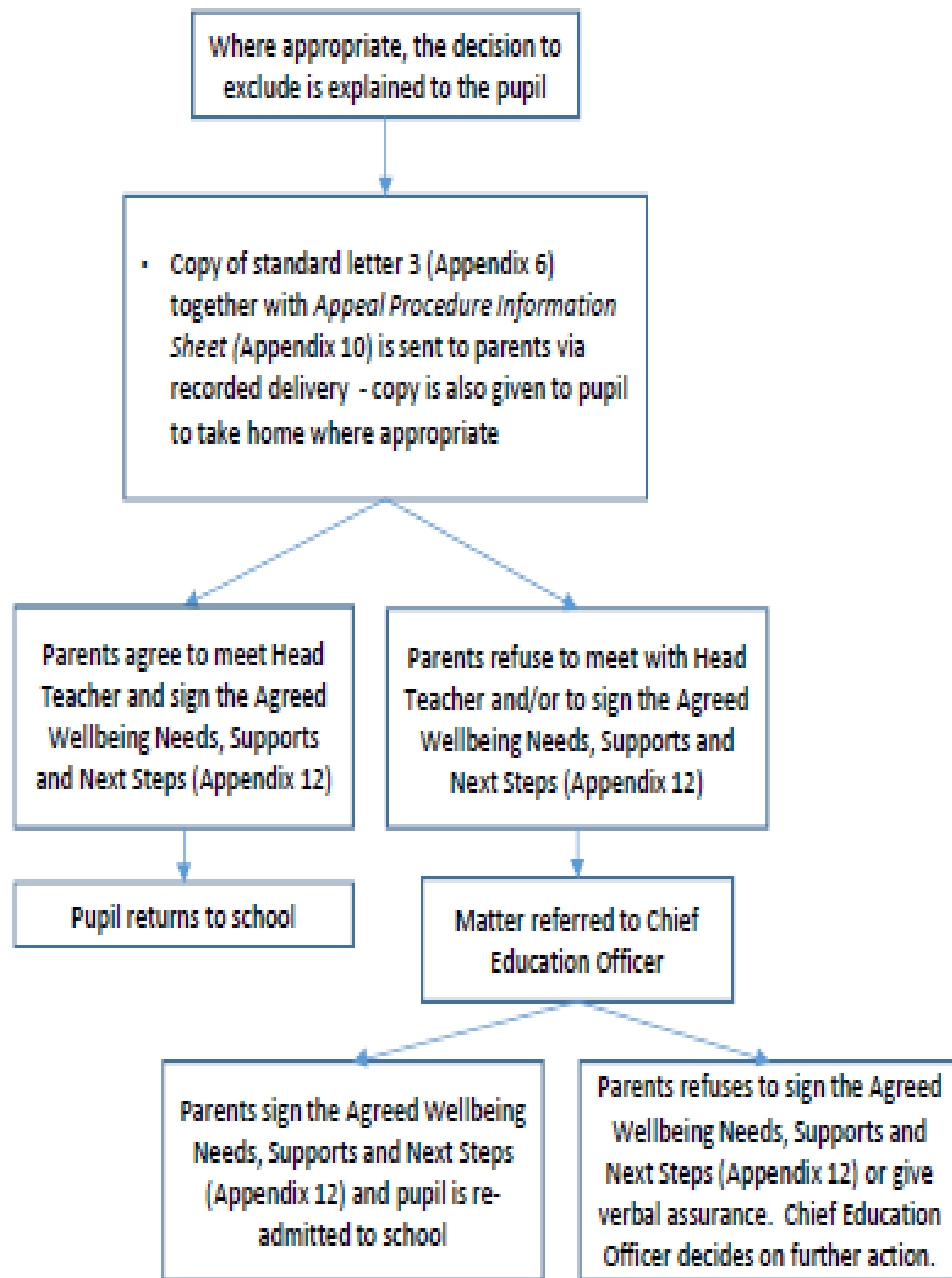 Where appropriate, the decision to
exclude is explained to the pupil
• Copy of standard letter 3 (Appendix 6)
together with Appeal Procedure Information
Sheet (Appendix 10) is sent to parents via
recorded delivery - copy is also given to pupil
to take home where appropriate
Parents agree to meet Head
Teacher and sign the Agreed
Wellbeing Needs, Supports
and Next Steps (Appendix 12)
Parents refuse to meet with Head
Teacher and/or to sign the Agreed
Wellbeing Needs, Supports and
Next Steps (Appendix 12)
Pupil returns to school
Matter referred to Chief
Education Officer
Parents sign the Agreed Wellbeing
Needs, Supports and Next Steps
(Appendix 12) and pupil is re-
admitted to school
Parents refuses to sign the Agreed
Wellbeing Needs, Supports and
Next Steps (Appendix 12) or give
verbal assurance. Chief Education
Officer decides on further action.